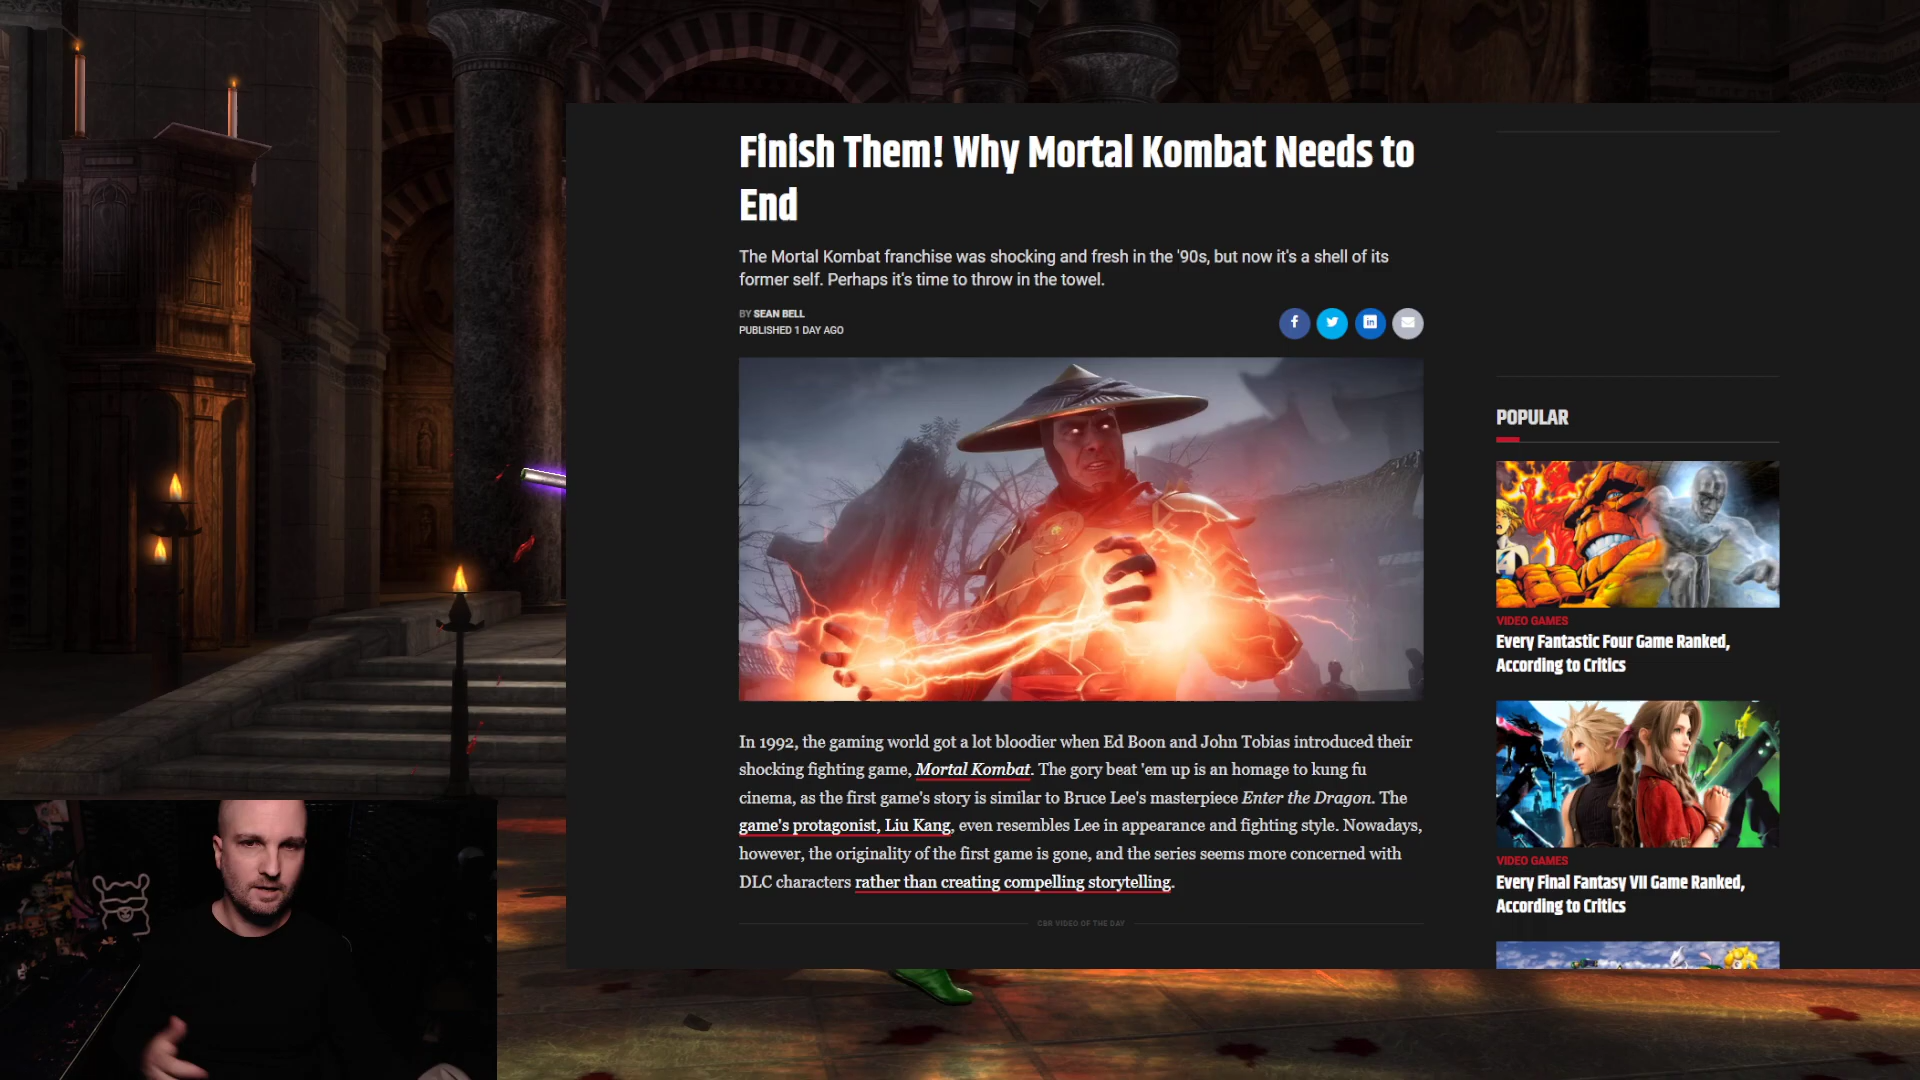 Finish Them! Why Mortal Kombat Needs to
End
The Mortal Kombat franchise was shocking and fresh in the '90s, but now it's a shell of its
former self. Perhaps it's time to throw in the towel.
BY SEAN BELL
PUBLISHED 1 DAY AGO
In 1992, the gaming world got a lot bloodier when Ed Boon and John Tobias introduced their
shocking fighting game, Mortal Kombat. The gory beat 'em up is an homage to kung fu
cinema, as the first game's story is similar to Bruce Lee's masterpiece Enter the Dragon. The
game's protagonist, Liu Kang, even resembles Lee in appearance and fighting style. Nowadays,
however, the originality of the first game is gone, and the series seems more concerned with
DLC characters rather than creating compelling storytelling.
CBR VIDEO OF THE DAY
POPULAR
VIDEO GAMES
Every Fantastic Four Game Ranked,
According to Critics
VIDEO GAMES
Every Final Fantasy VII Game Ranked,
According to Critics